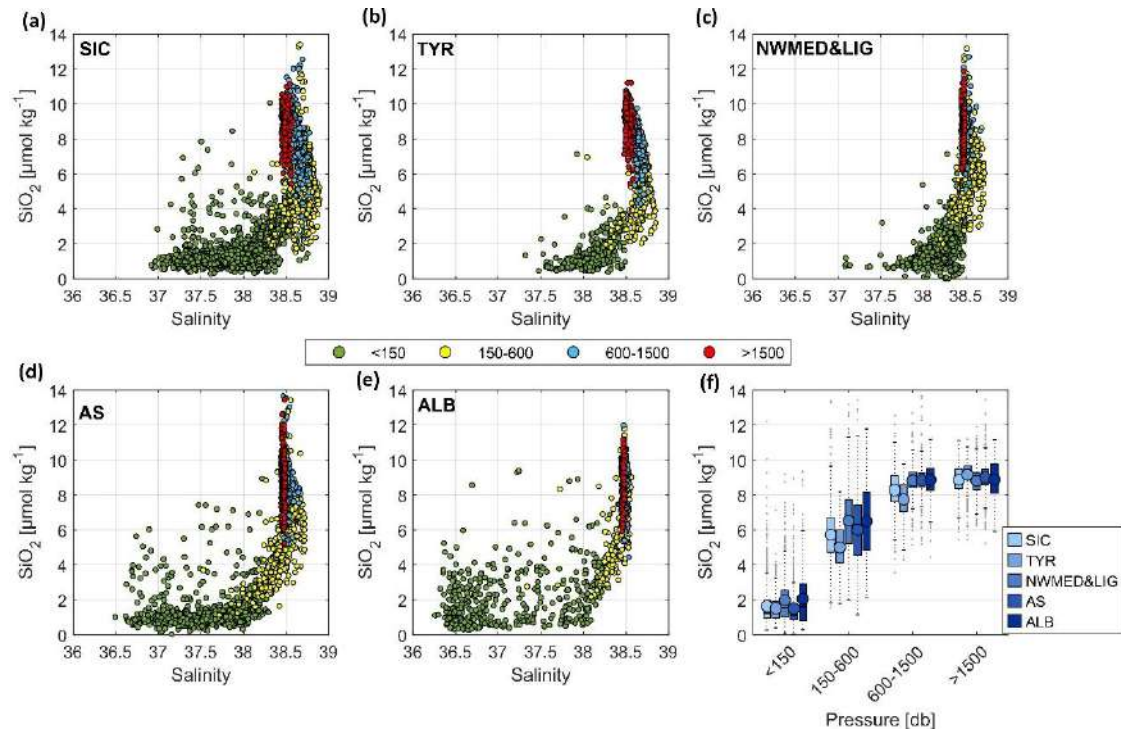 (a)
SIC
SiO2 [μmol kg-1]
14
12
10
8
6
4
2
0
36 36.5 37 37.5 38 38.5 39
Salinity
(b)
TYR
SiO2 [μmol kg-1]
14
12
10
8
6
4
2
0
36 36.5 37 37.5 38 38.5 39
Salinity
(c)
NWMED&LIG
SiO2 [μmol kg-1]
14
12
10
8
6
4
2
0
36 36.5 37 37.5 38 38.5 39
Salinity
<150 150-600 600-1500 >1500
(d)
AS
SiO2 [μmol kg-1]
14
12
10
8
6
4
2
0
36 36.5 37 37.5 38 38.5 39
Salinity
(e)
ALB
SiO2 [μmol kg-1]
14
12
10
8
6
4
2
0
36 36.5 37 37.5 38 38.5 39
Salinity
(f)
SiO2 [μmol kg-1]
14
12
10
8
6
4
2
0
<150 150-600 600-1500 >1500
Pressure [db]
SIC
TYR
NWMED&LIG
AS
ALB